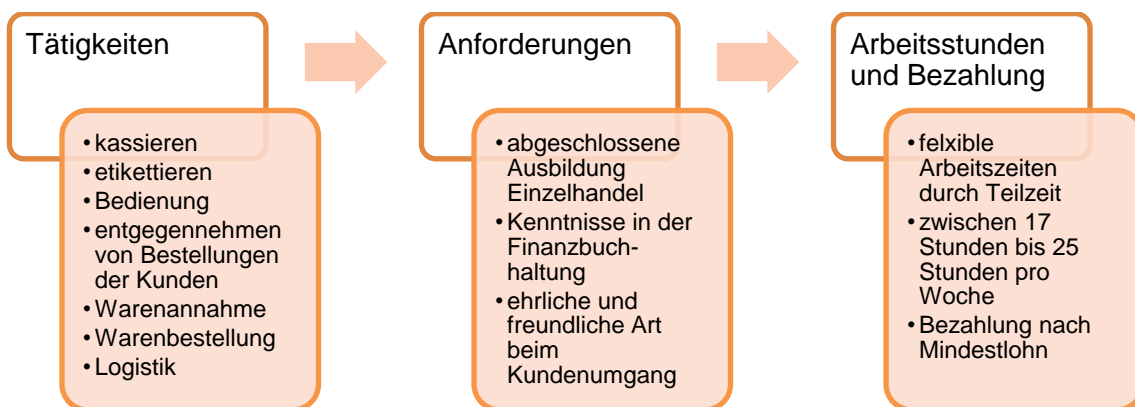 Tätigkeiten
• kassieren
• etikettieren
• Bedienung
• entgegennehmen
von Bestellungen
der Kunden
• Warenannahme
• Warenbestellung
• Logistik
Anforderungen
• abgeschlossene
Ausbildung
Einzelhandel
• Kenntnisse in der
Finanzbuch-
haltung
• ehrliche und
freundliche Art
beim
Kundenumgang
Arbeitsstunden
und Bezahlung
• felxible
Arbeitszeiten
durch Teilzeit
• zwischen 17
Stunden bis 25
Stunden pro
Woche
• Bezahlung nach
Mindestlohn